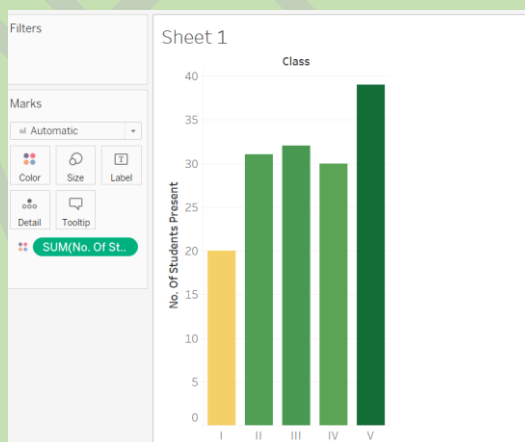 Filters
Marks
Automatic
Color
Size
Label
Detail
Tooltip
SUM(No. Of St..
Sheet 1
Class
No. Of Students Present
40
35
30
25
20
15
10
5
0
I
II
III
IV
V